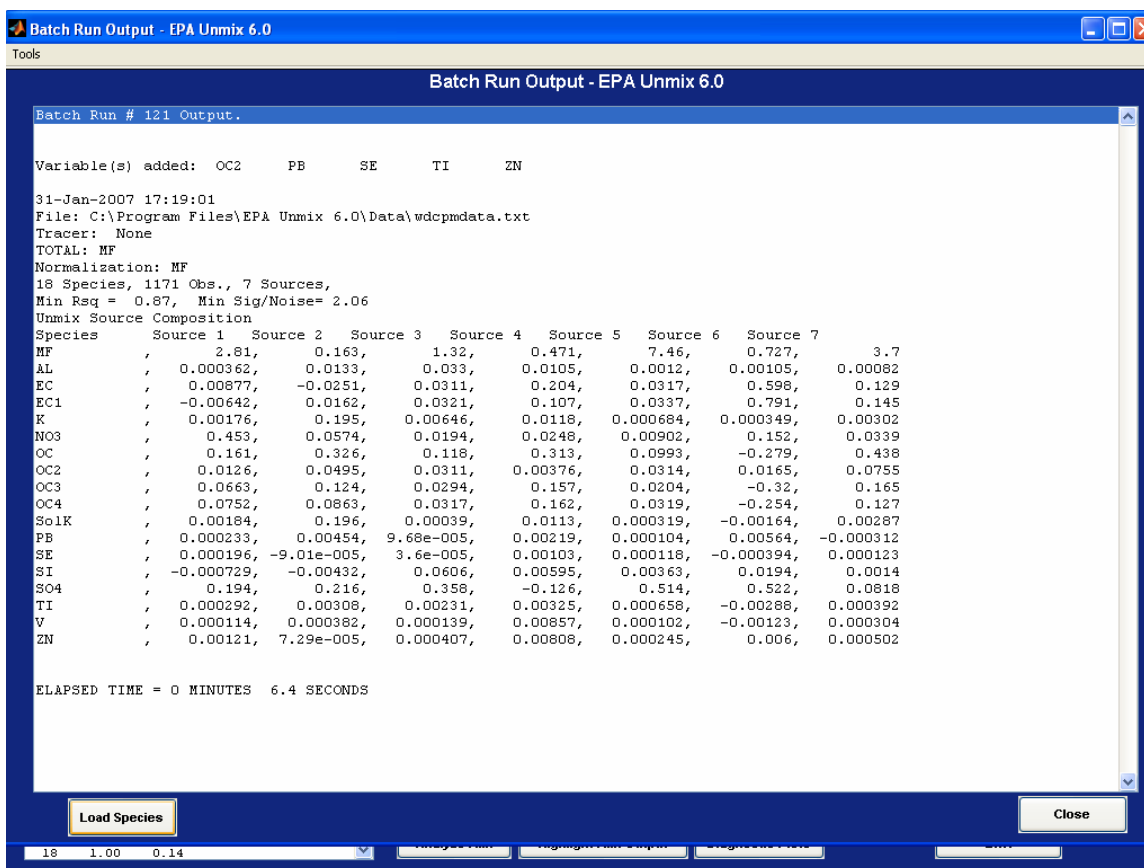 Batch Run Output - EPA Unmix 6.0
Tools
Batch Run Output - EPA Unmix 6.0
Batch Run # 121 Output.
Variable(s) added: OC2 PB SE TI ZN
31-Jan-2007 17:19:01
File: C:\Program Files\EPA Unmix 6.0\Data\wdcpmdata.txt
Tracer: None
TOTAL: MF
Normalization: MF
18 Species, 1171 Obs., 7 Sources,
Min Rsq = 0.87, Min Sig/Noise= 2.06
Unmix Source Composition
Species Source 1 Source 2 Source 3 Source 4 Source 5 Source 6 Source 7
MF , 2.81, 0.163, 1.32, 0.471, 7.46, 0.727, 3.7
AL , 0.000362, 0.0133, 0.033, 0.0105, 0.0012, 0.00105, 0.00082
EC , 0.00877, -0.0251, 0.0311, 0.204, 0.0317, 0.598, 0.129
EC1 , -0.00642, 0.0162, 0.0321, 0.107, 0.0337, 0.791, 0.145
K , 0.00176, 0.195, 0.00646, 0.0118, 0.000684, 0.000349, 0.00302
NO3 , 0.453, 0.0574, 0.0194, 0.0248, 0.00902, 0.152, 0.0339
OC , 0.161, 0.326, 0.118, 0.313, 0.0993, -0.279, 0.438
OC2 , 0.0126, 0.0495, 0.0311, 0.00376, 0.0314, 0.0165, 0.0755
OC3 , 0.0663, 0.124, 0.0294, 0.157, 0.0204, -0.32, 0.165
OC4 , 0.0752, 0.0863, 0.0317, 0.162, 0.0319, -0.254, 0.127
SolK , 0.00184, 0.196, 0.00039, 0.0113, 0.000319, -0.00164, 0.00287
PB , 0.000233, 0.00454, 9.68e-005, 0.00219, 0.000104, 0.00564, -0.000312
SE , 0.000196, -9.01e-005, 3.6e-005, 0.00103, 0.000118, -0.000394, 0.000123
SI , -0.000729, -0.00432, 0.0606, 0.00595, 0.00363, 0.0194, 0.0014
SO4 , 0.194, 0.216, 0.358, -0.126, 0.514, 0.522, 0.0818
TI , 0.000292, 0.00308, 0.00231, 0.00325, 0.000658, -0.00288, 0.000392
V , 0.000114, 0.000382, 0.000139, 0.00857, 0.000102, -0.00123, 0.000304
ZN , 0.00121, 7.29e-005, 0.000407, 0.00808, 0.000245, 0.006, 0.000502
ELAPSED TIME = 0 MINUTES 6.4 SECONDS
Load Species
Close
18 1.00 0.14